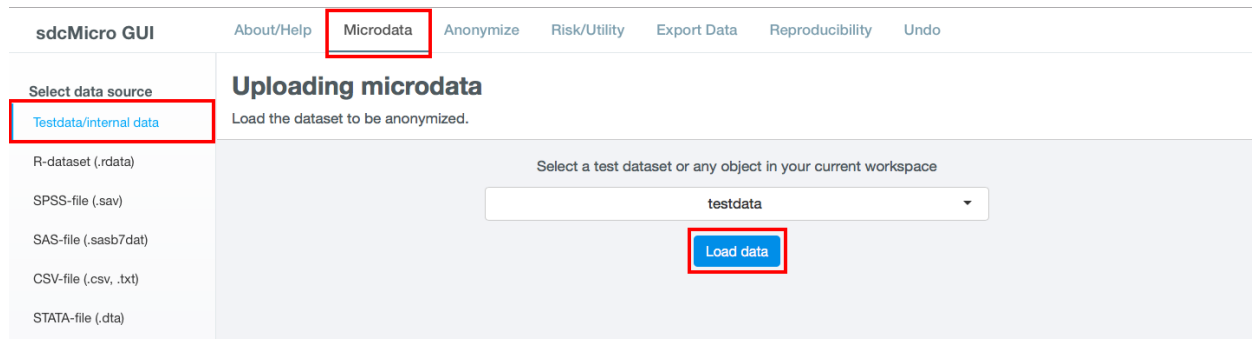 sdcMicro GUI
About/Help Microdata Anonymize Risk/Utility Export Data Reproducibility Undo
Select data source
Testdata/internal data
R-dataset (.rdata)
SPSS-file (.sav)
SAS-file (.sasb7dat)
CSV-file (.csv, .txt)
STATA-file (.dta)
Uploading microdata
Load the dataset to be anonymized.
Select a test dataset or any object in your current workspace
testdata
Load data